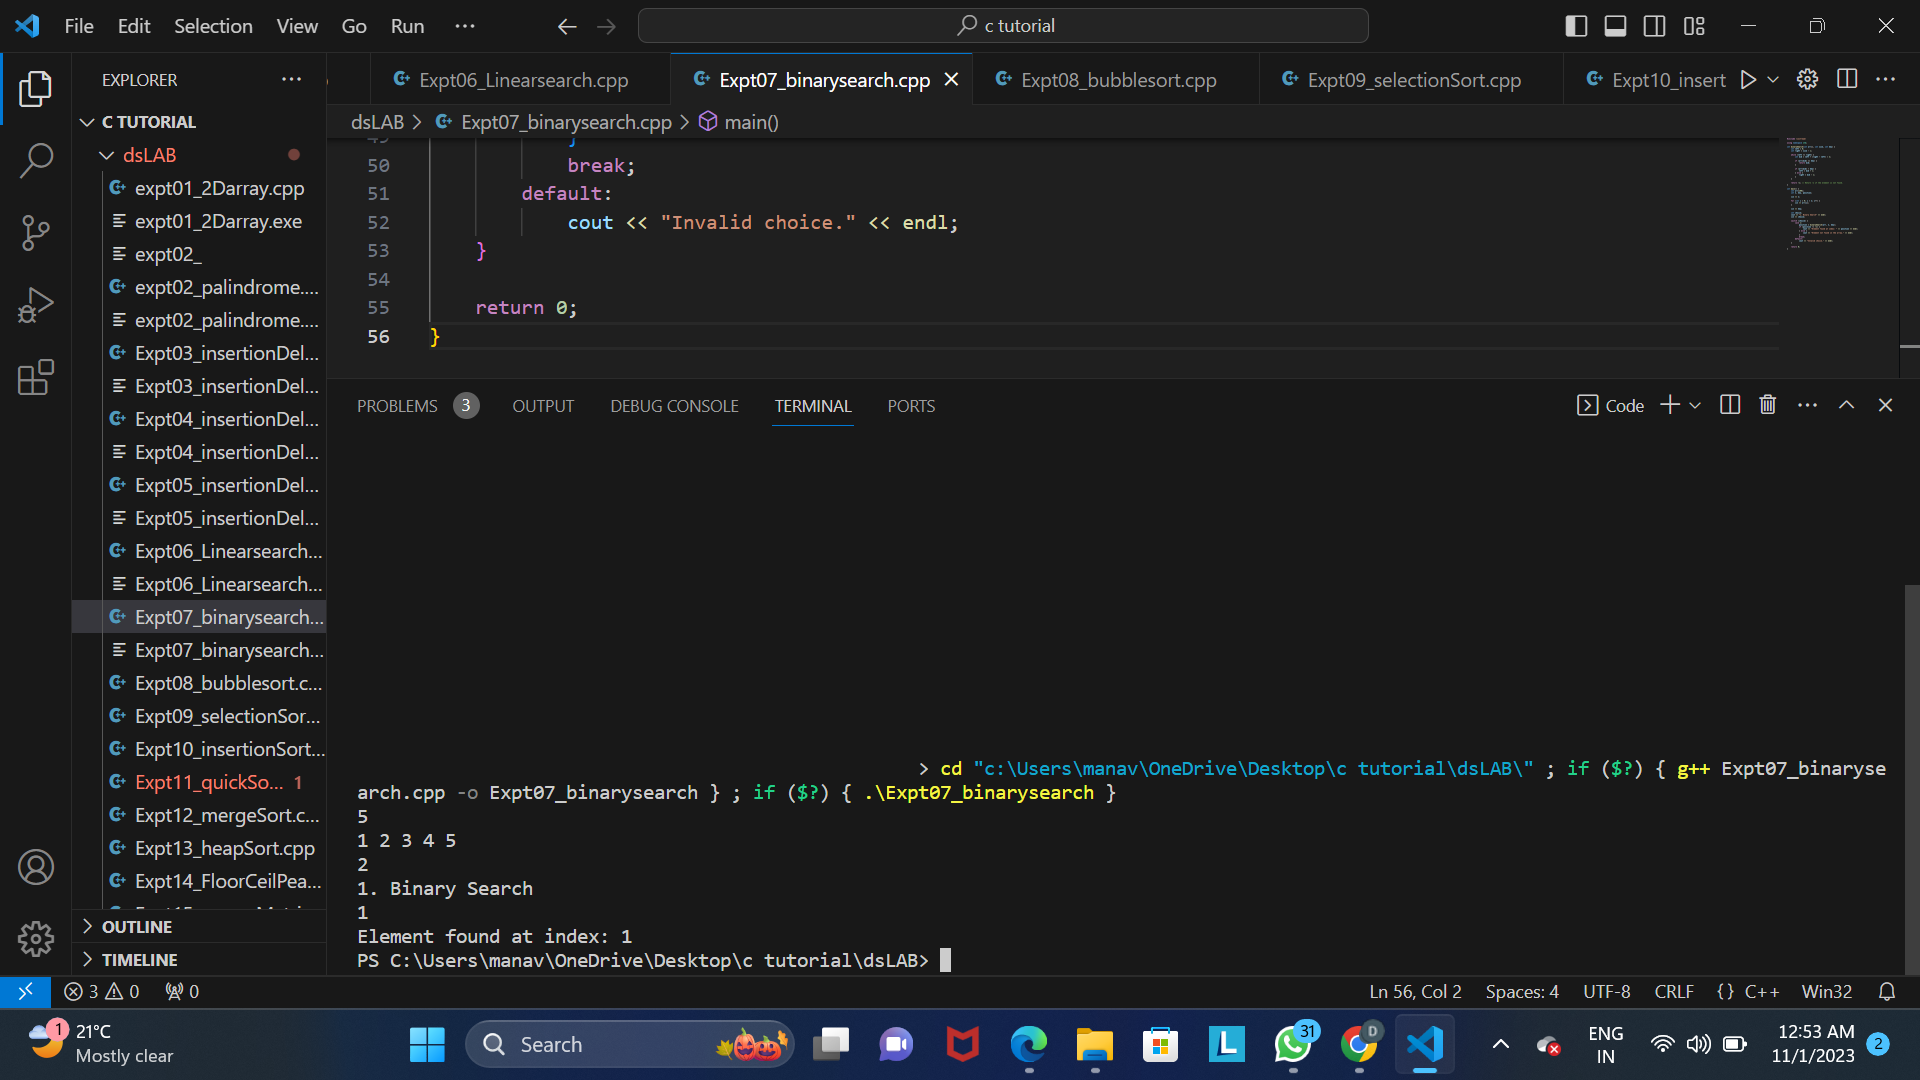 File Edit Selection View Go Run
c tutorial
EXPLORER
Expt06_Linearsearch.cpp
Expt07_binarysearch.cpp
Expt08_bubblesort.cpp
Expt09_selectionSort.cpp
Expt10_insert
C TUTORIAL
dsLAB > Expt07_binarysearch.cpp > main()
dsLAB
expt01_2Darray.cpp
expt01_2Darray.exe
expt02_
expt02_palindrome....
expt02_palindrome....
Expt03_insertionDel...
Expt03_insertionDel...
Expt04_insertionDel...
Expt04_insertionDel...
Expt05_insertionDel...
Expt05_insertionDel...
Expt06_Linearsearch...
Expt06_Linearsearch...
Expt07_binarysearch...
Expt07_binarysearch...
Expt08_bubblesort.c...
Expt09_selectionSor...
Expt10_insertionSort...
Expt11_quickSo... 1
Expt12_mergeSort.c...
Expt13_heapSort.cpp
Expt14_FloorCeilPea...
OUTLINE
TIMELINE
49 }
50 break;
51 default:
52 cout << "Invalid choice." << endl;
53 }
54
55 return 0;
56 }
PROBLEMS 3 OUTPUT DEBUG CONSOLE TERMINAL PORTS
Code
> cd "c:\Users\manav\OneDrive\Desktop\c tutorial\dsLAB\" ; if ($?) { g++ Expt07_binaryse
arch.cpp -o Expt07_binarysearch } ; if ($?) { .\Expt07_binarysearch }
5
1 2 3 4 5
2
1. Binary Search
1
Element found at index: 1
PS C:\Users\manav\OneDrive\Desktop\c tutorial\dsLAB>
3 0 0
Ln 56, Col 2 Spaces: 4 UTF-8 CRLF {} C++ Win32
1
21°C
Mostly clear
Search
L
31
D
ENG
IN
12:53 AM
11/1/2023
2